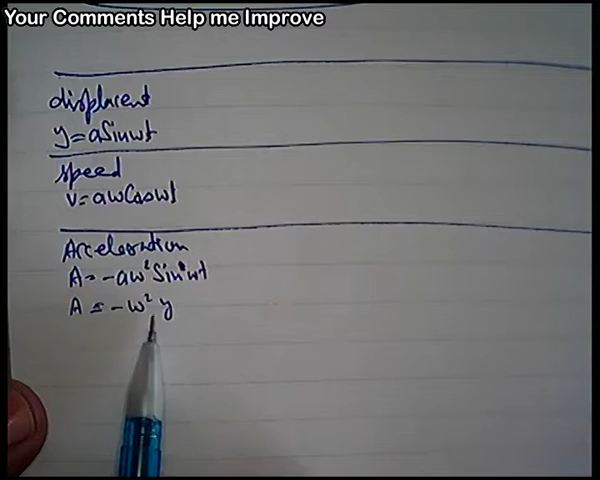 Your Comments Help me Improve
displacent
y=aSinwt
Speed
v=awCoswt
Acceleration
A=-aw²Sinwt
A=-w²y